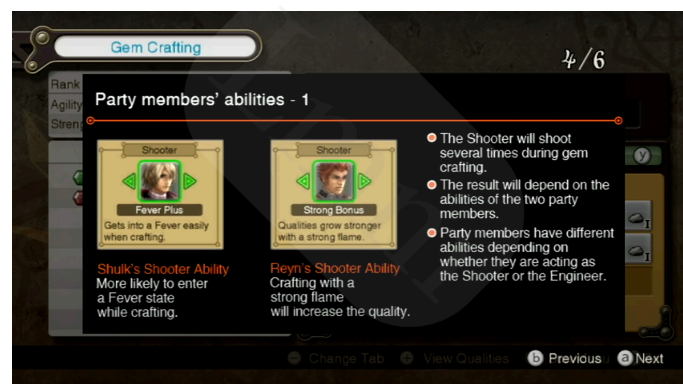 Gem Crafting
4/6
Rank
Agility
Streng
Party members' abilities - 1
Shooter
Fever Plus
Gets into a Fever easily
when crafting.
Shulk's Shooter Ability
More likely to enter
a Fever state
while crafting.
Shooter
Strong Bonus
Qualities grow stronger
with a strong flame.
Reyn's Shooter Ability
Crafting with a
strong flame
will increase the quality.
The Shooter will shoot
several times during gem
crafting.
The result will depend on the
abilities of the two party
members.
Party members have different
abilities depending on
whether they are acting as
the Shooter or the Engineer.
y
I
I
Change Tab
View Qualities
b Previous
a Next